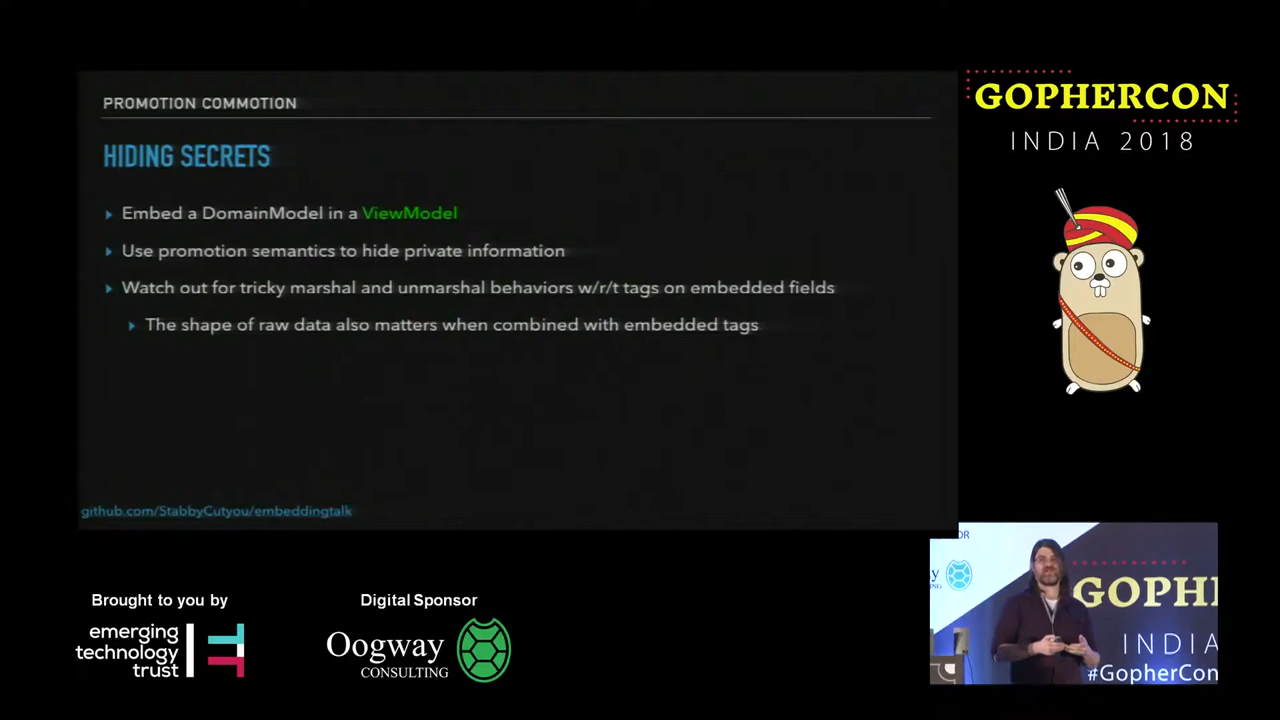 PROMOTION COMMOTION
HIDING SECRETS
Embed a DomainModel in a ViewModel
Use promotion semantics to hide private information
Watch out for tricky marshal and unmarshal behaviors w/r/t tags on embedded fields
The shape of raw data also matters when combined with embedded tags
github.com/StabbyCutyou/embeddingtalk
GOPHERCON
INDIA 2018
Brought to you by
emerging
technology
trust
Digital Sponsor
Oogway
CONSULTING
GOPHE
INDIA
#GopherCon